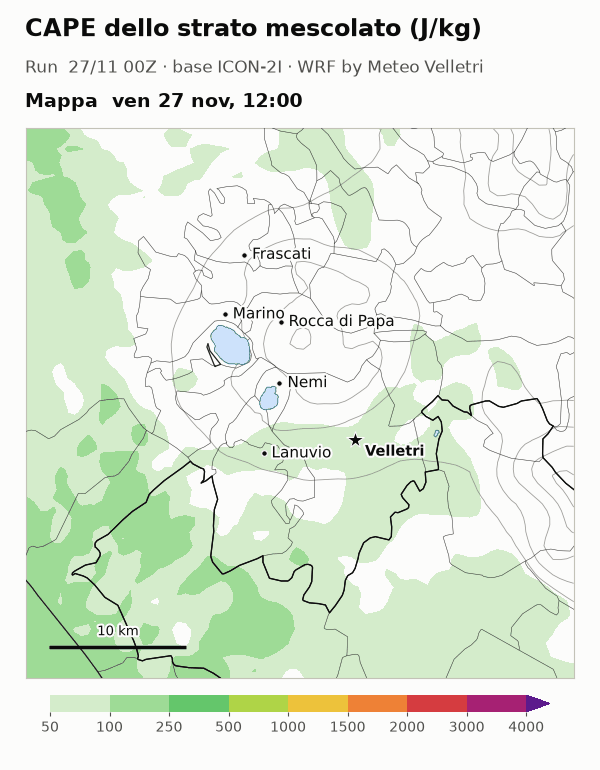 CAPE dello strato mescolato (J/kg)
Run  27/11 00Z · base ICON-2I · WRF by Meteo Velletri
Mappa  ven 27 nov, 12:00
Frascati
Marino
Rocca di Papa
Nemi
Velletri
Lanuvio
10 km
50 100 250 500 1000 1500 2000 3000 4000